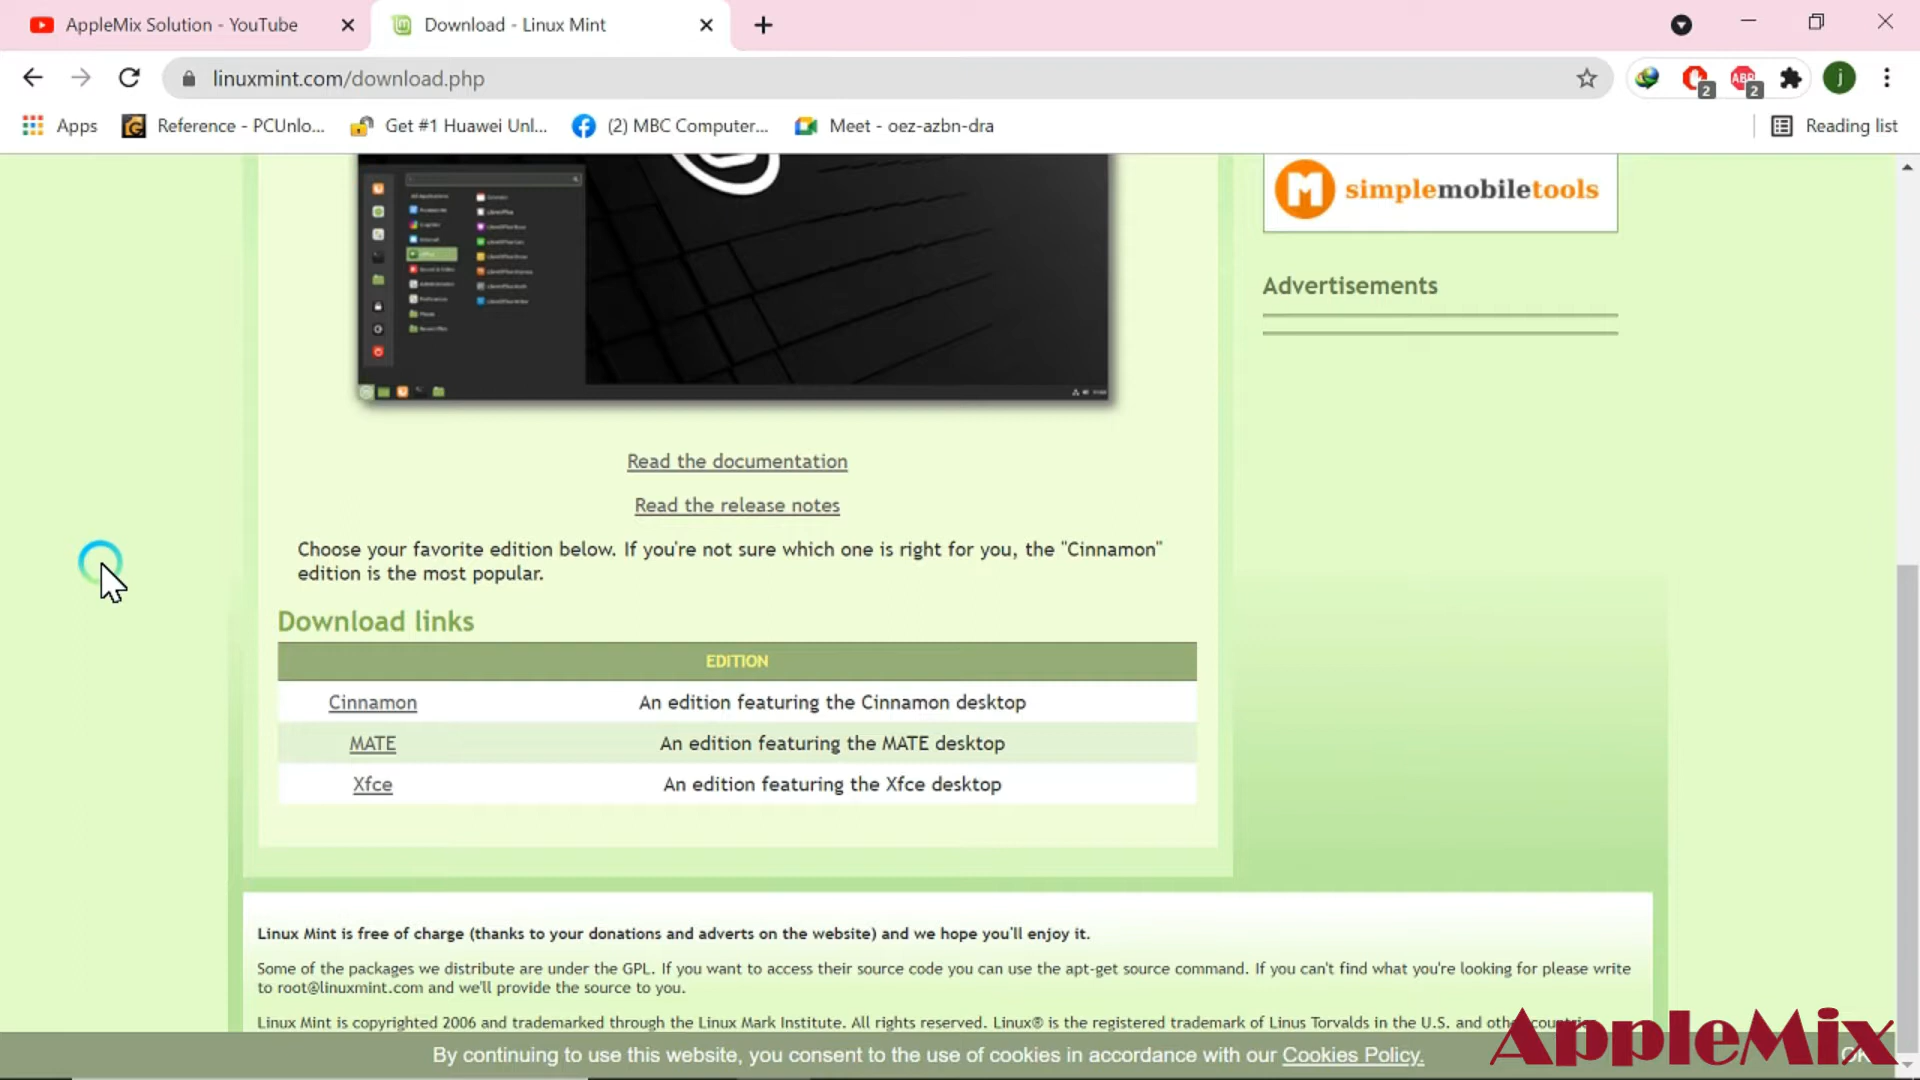 AppleMix Solution - YouTube
Download - Linux Mint
linuxmint.com/download.php
2
ABP
2
j
Apps
Reference - PCUnlo...
Get #1 Huawei Unl...
(2) MBC Computer...
Meet - oez-azbn-dra
Reading list
simplemobiletools
Advertisements
Read the documentation
Read the release notes
Choose your favorite edition below. If you're not sure which one is right for you, the "Cinnamon"
edition is the most popular.
Download links
EDITION
Cinnamon An edition featuring the Cinnamon desktop
MATE An edition featuring the MATE desktop
Xfce An edition featuring the Xfce desktop
Linux Mint is free of charge (thanks to your donations and adverts on the website) and we hope you'll enjoy it.
Some of the packages we distribute are under the GPL. If you want to access their source code you can use the apt-get source command. If you can't find what you're looking for please write
to root@linuxmint.com and we'll provide the source to you.
Linux Mint is copyrighted 2006 and trademarked through the Linux Mark Institute. All rights reserved. Linux® is the registered trademark of Linus Torvalds in the U.S. and other countries.
By continuing to use this website, you consent to the use of cookies in accordance with our Cookies Policy.
OK
AppleMix